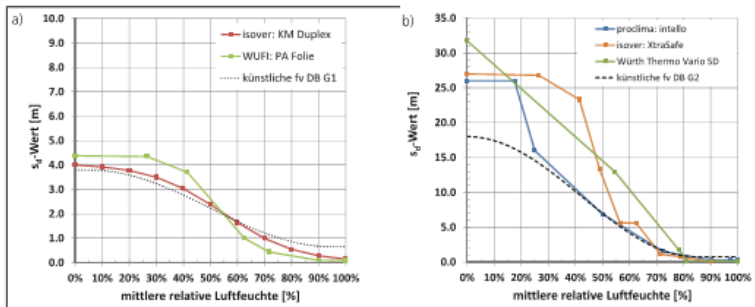 a)
10.0
9.0
8.0
7.0
6.0
5.0
4.0
3.0
2.0
1.0
0.0
sd-Wert [m]
isover: KM Duplex
WUFI: PA Folie
künstliche fv DB G1
0% 10% 20% 30% 40% 50% 60% 70% 80% 90% 100%
mittlere relative Luftfeuchte [%]
b)
35.0
30.0
25.0
20.0
15.0
10.0
5.0
0.0
sd-Wert [m]
proclima: intello
isover: XtraSafe
Würth Thermo Vario SD
künstliche fv DB G2
0% 10% 20% 30% 40% 50% 60% 70% 80% 90% 100%
mittlere relative Luftfeuchte [%]